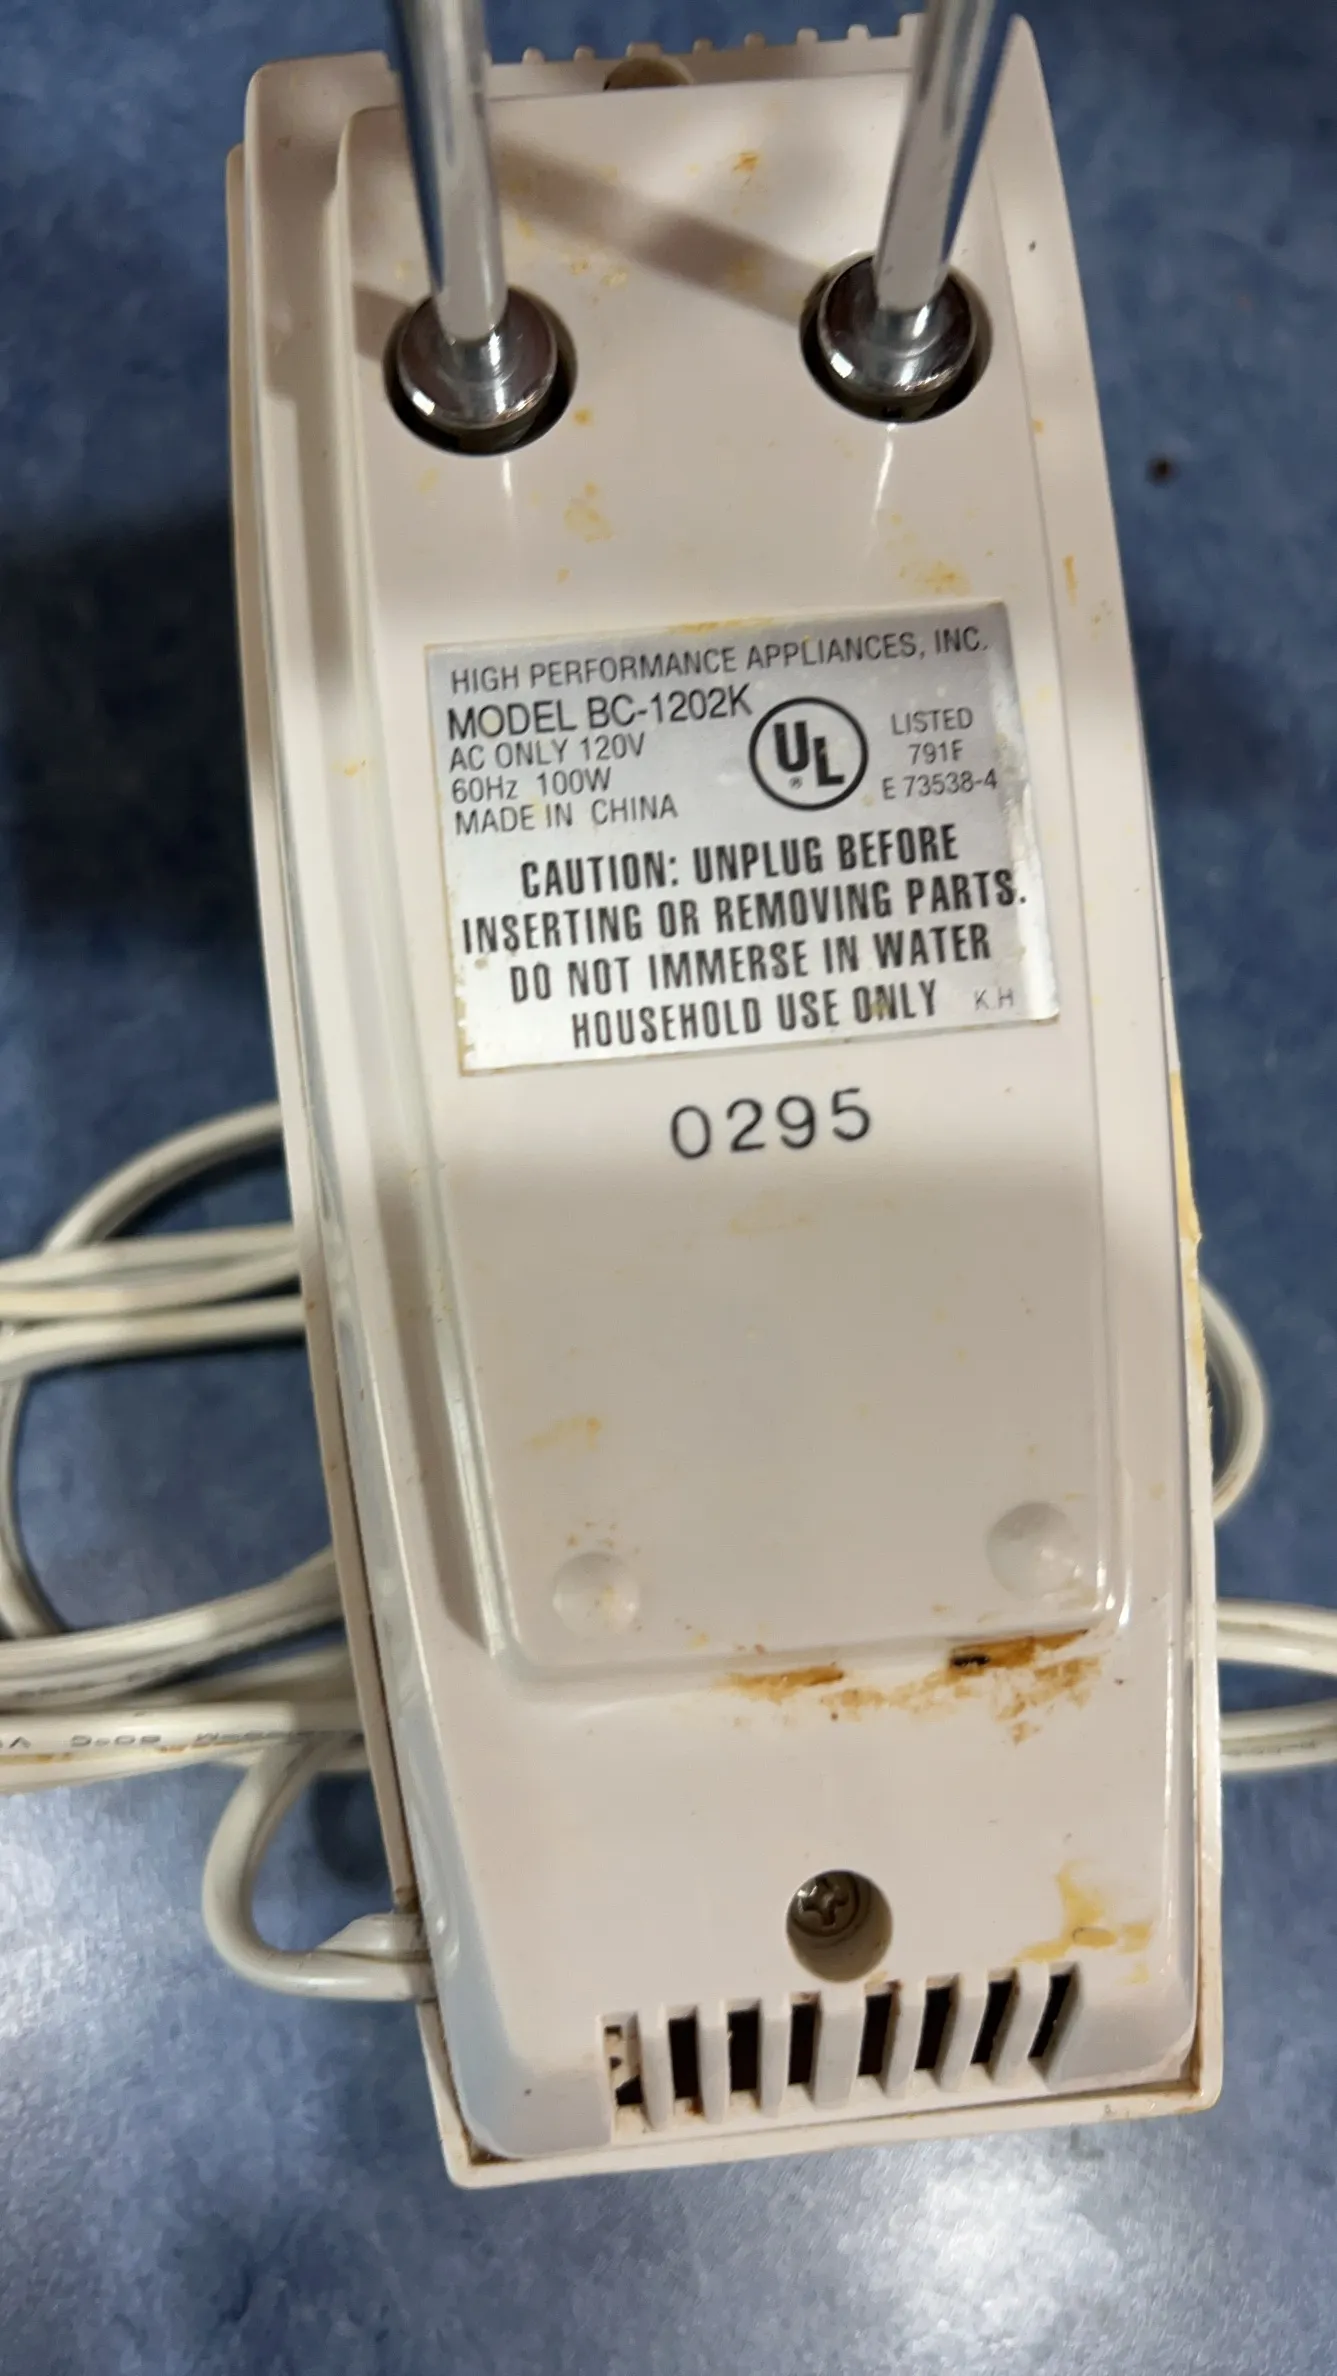 HIGH PERFORMANCE APPLIANCES, INC.
MODEL BC-1202K
AC ONLY 120V
60Hz 100W
MADE IN CHINA
UL
®
LISTED
791F
E 73538-4
CAUTION: UNPLUG BEFORE
INSERTING OR REMOVING PARTS.
DO NOT IMMERSE IN WATER
HOUSEHOLD USE ONLY K.H
0295